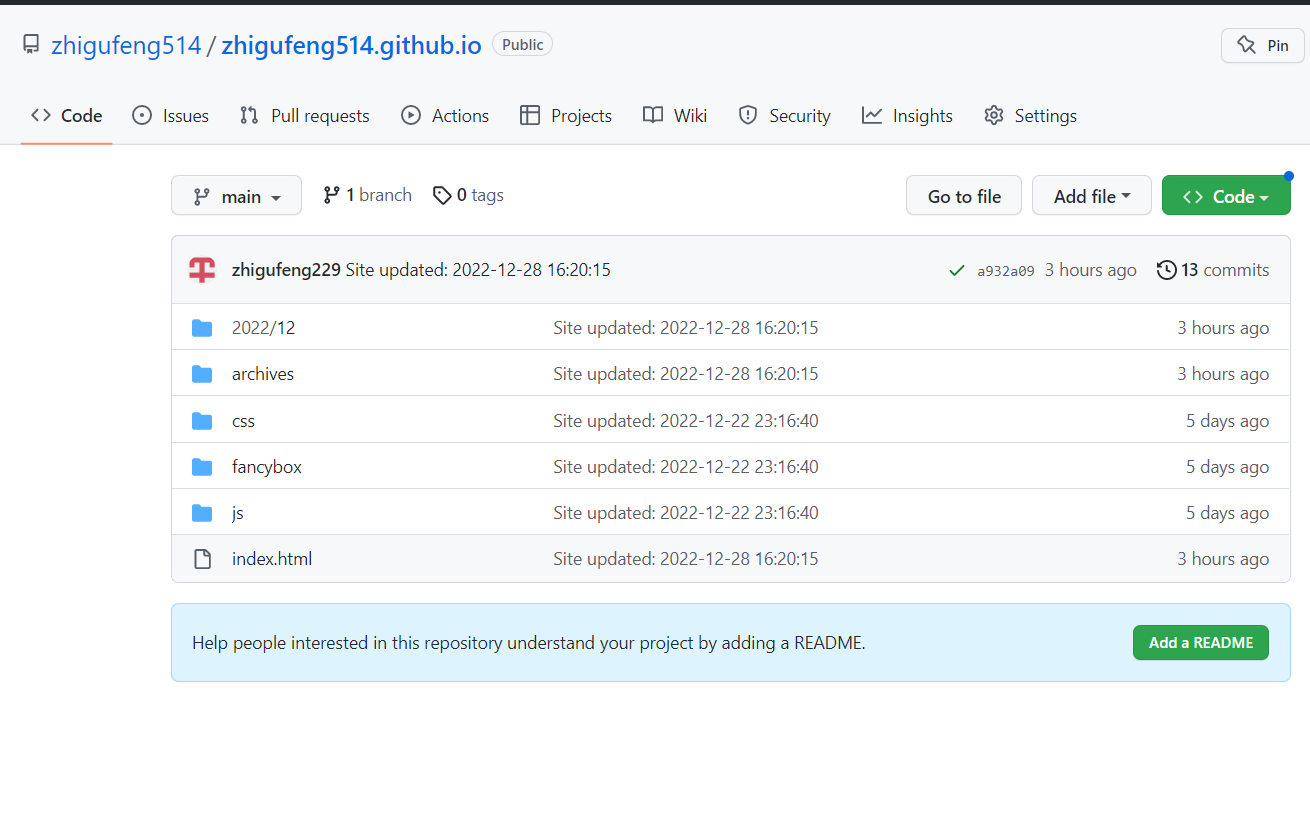 zhigufeng514 / zhigufeng514.github.io Public Pin
Code Issues Pull requests Actions Projects Wiki Security Insights Settings
main 1 branch 0 tags Go to file Add file Code
zhigufeng229 Site updated: 2022-12-28 16:20:15 a932a09 3 hours ago 13 commits
2022/12 Site updated: 2022-12-28 16:20:15 3 hours ago
archives Site updated: 2022-12-28 16:20:15 3 hours ago
css Site updated: 2022-12-22 23:16:40 5 days ago
fancybox Site updated: 2022-12-22 23:16:40 5 days ago
js Site updated: 2022-12-22 23:16:40 5 days ago
index.html Site updated: 2022-12-28 16:20:15 3 hours ago
Help people interested in this repository understand your project by adding a README. Add a README